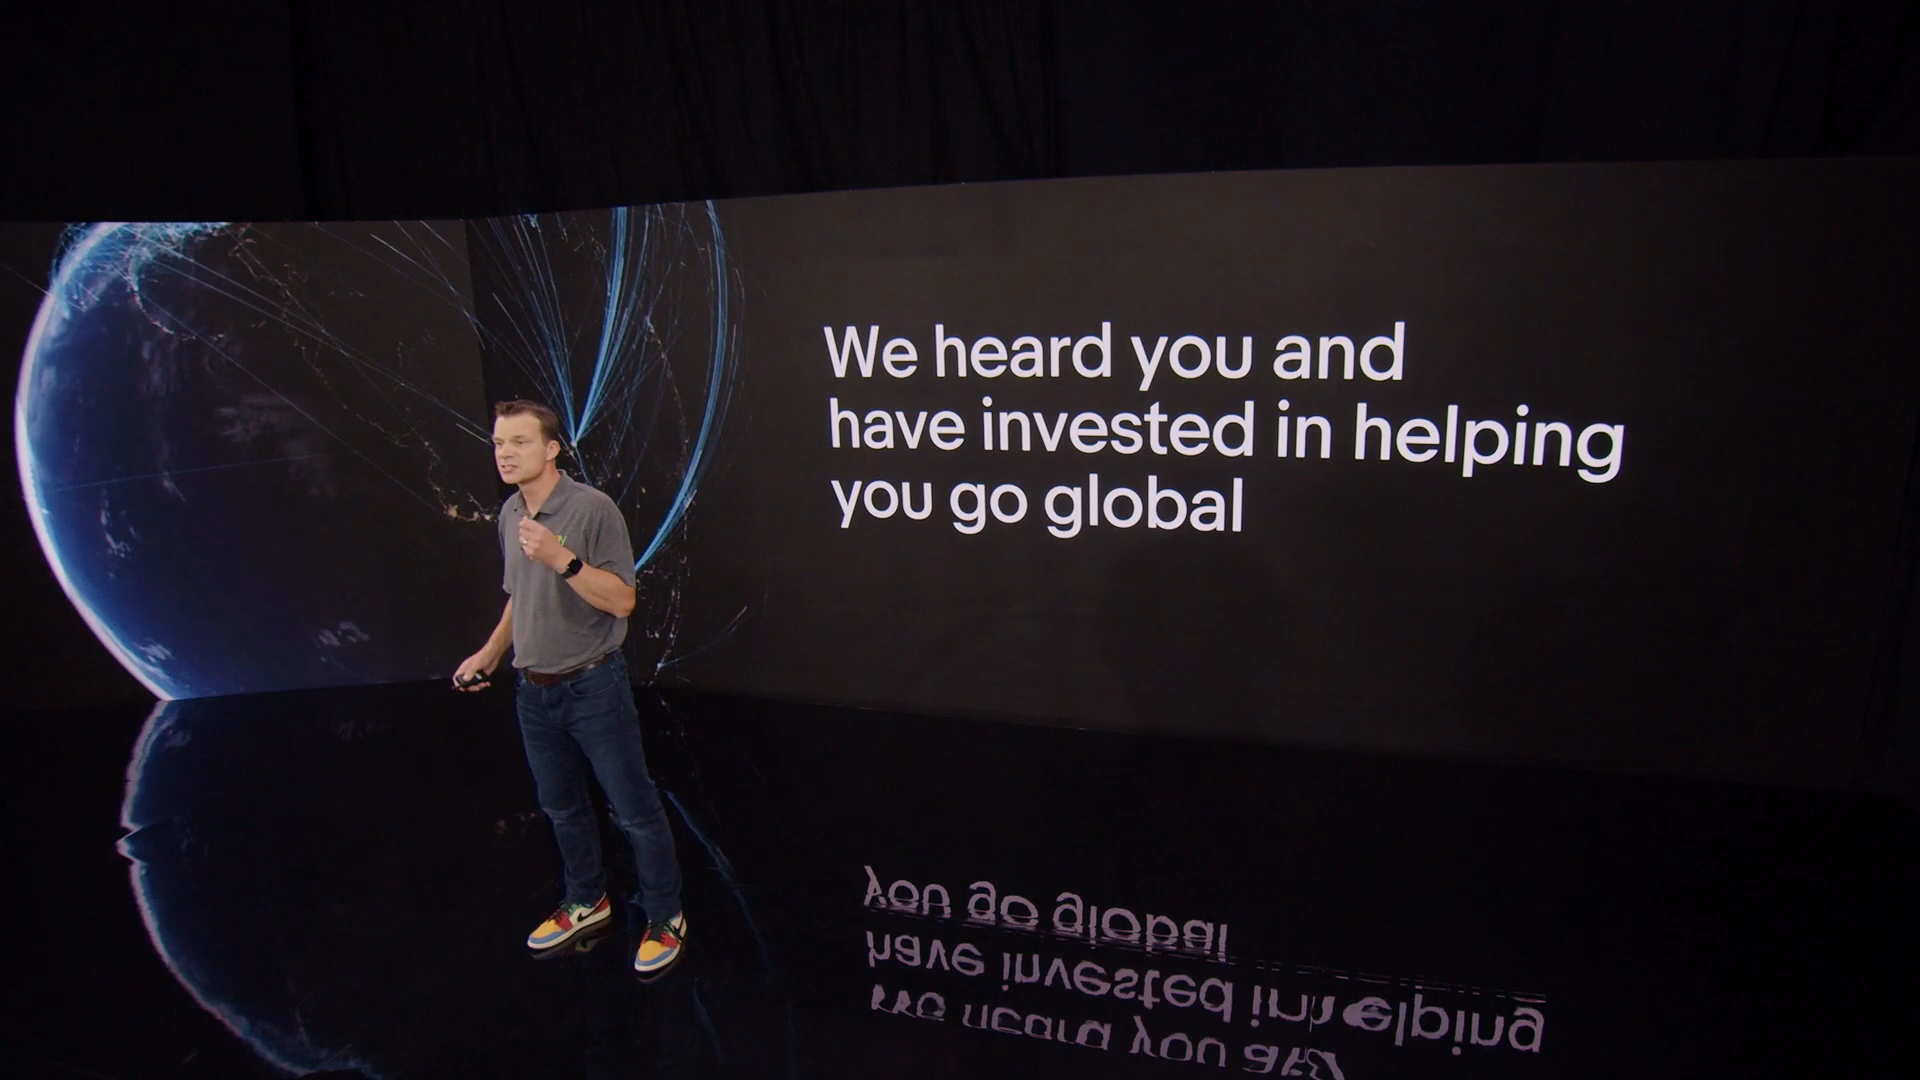 We heard you and
have invested in helping
you go global